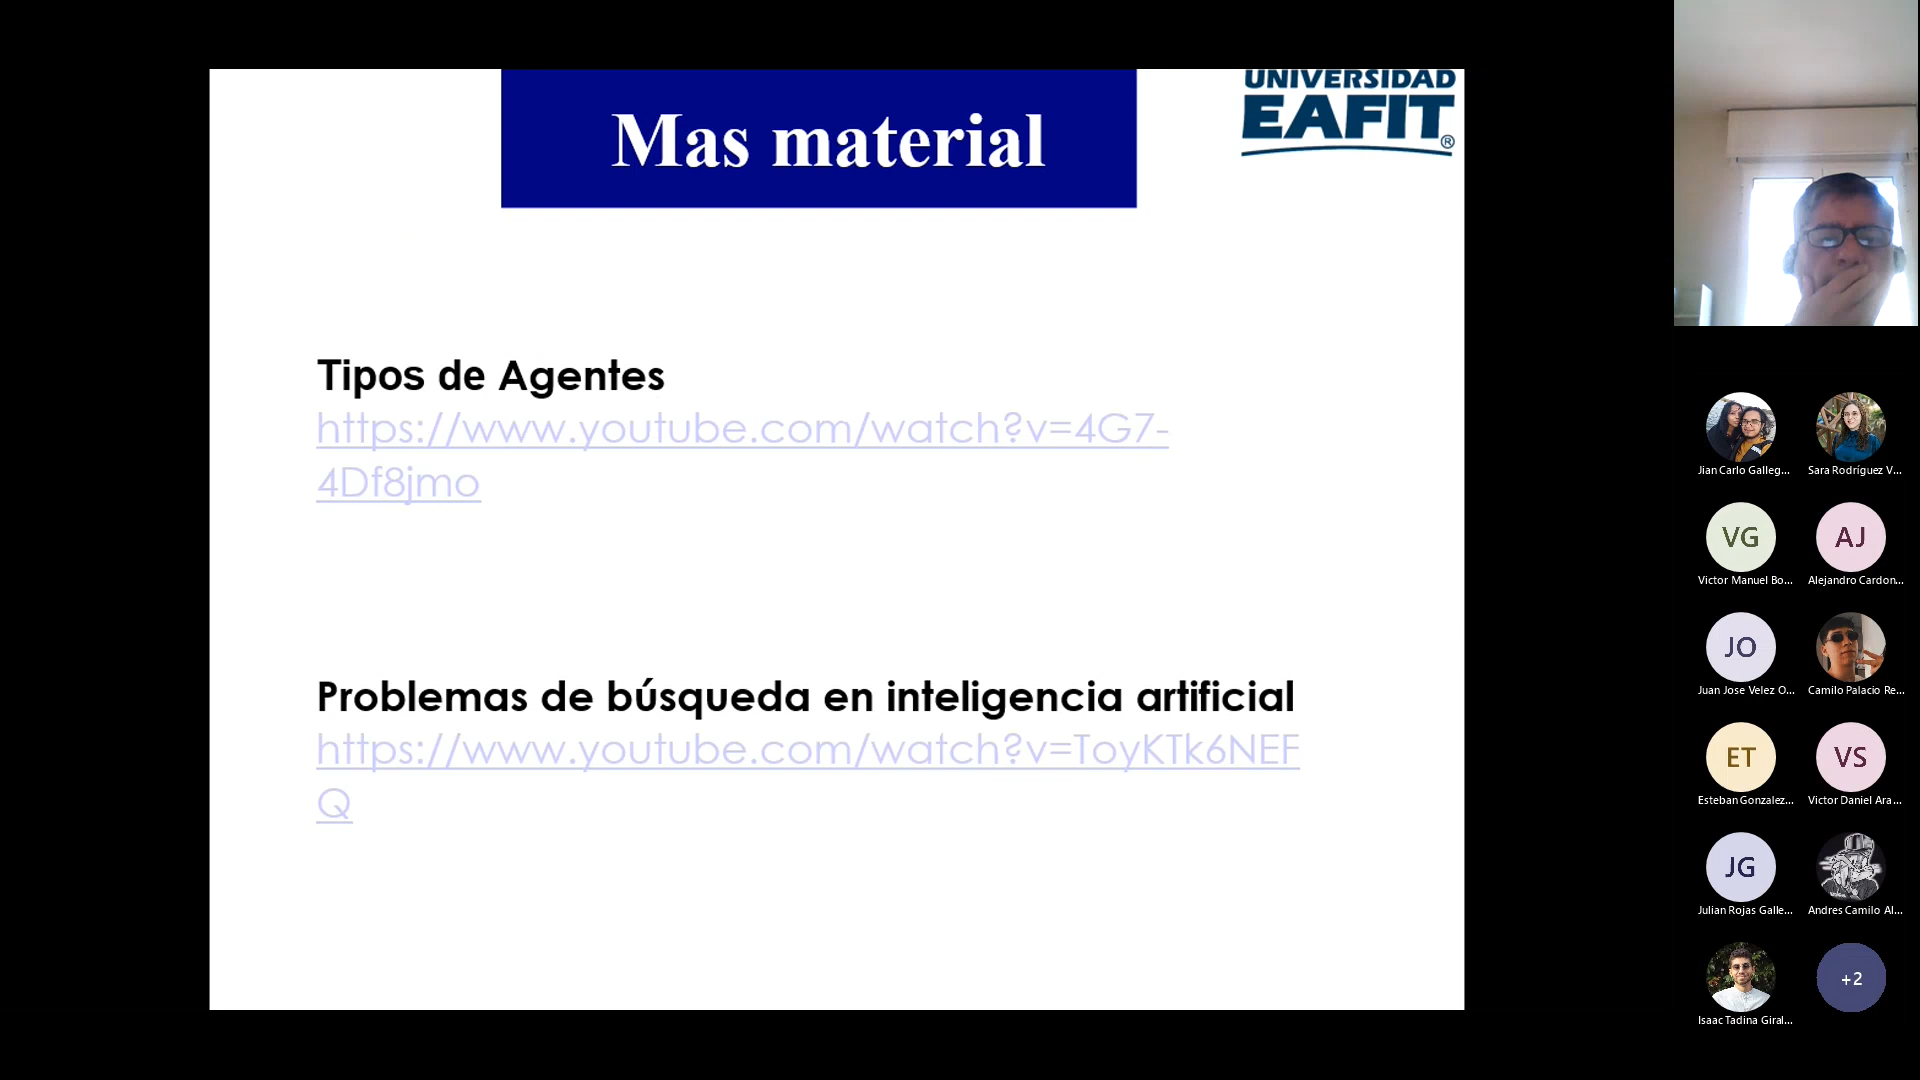 Mas material
UNIVERSIDAD
EAFIT®
Tipos de Agentes
https://www.youtube.com/watch?v=4G7-
4Df8jmo
Problemas de búsqueda en inteligencia artificial
https://www.youtube.com/watch?v=ToyKTk6NEF
Q
Jian Carlo Galleg...
Sara Rodríguez V...
VG
AJ
Victor Manuel Bo...
Alejandro Cardon...
JO
Juan Jose Velez O...
Camilo Palacio Re...
ET
VS
Esteban Gonzalez...
Victor Daniel Ara...
JG
Julian Rojas Galle...
Andres Camilo Al...
+2
Isaac Tadina Giral...